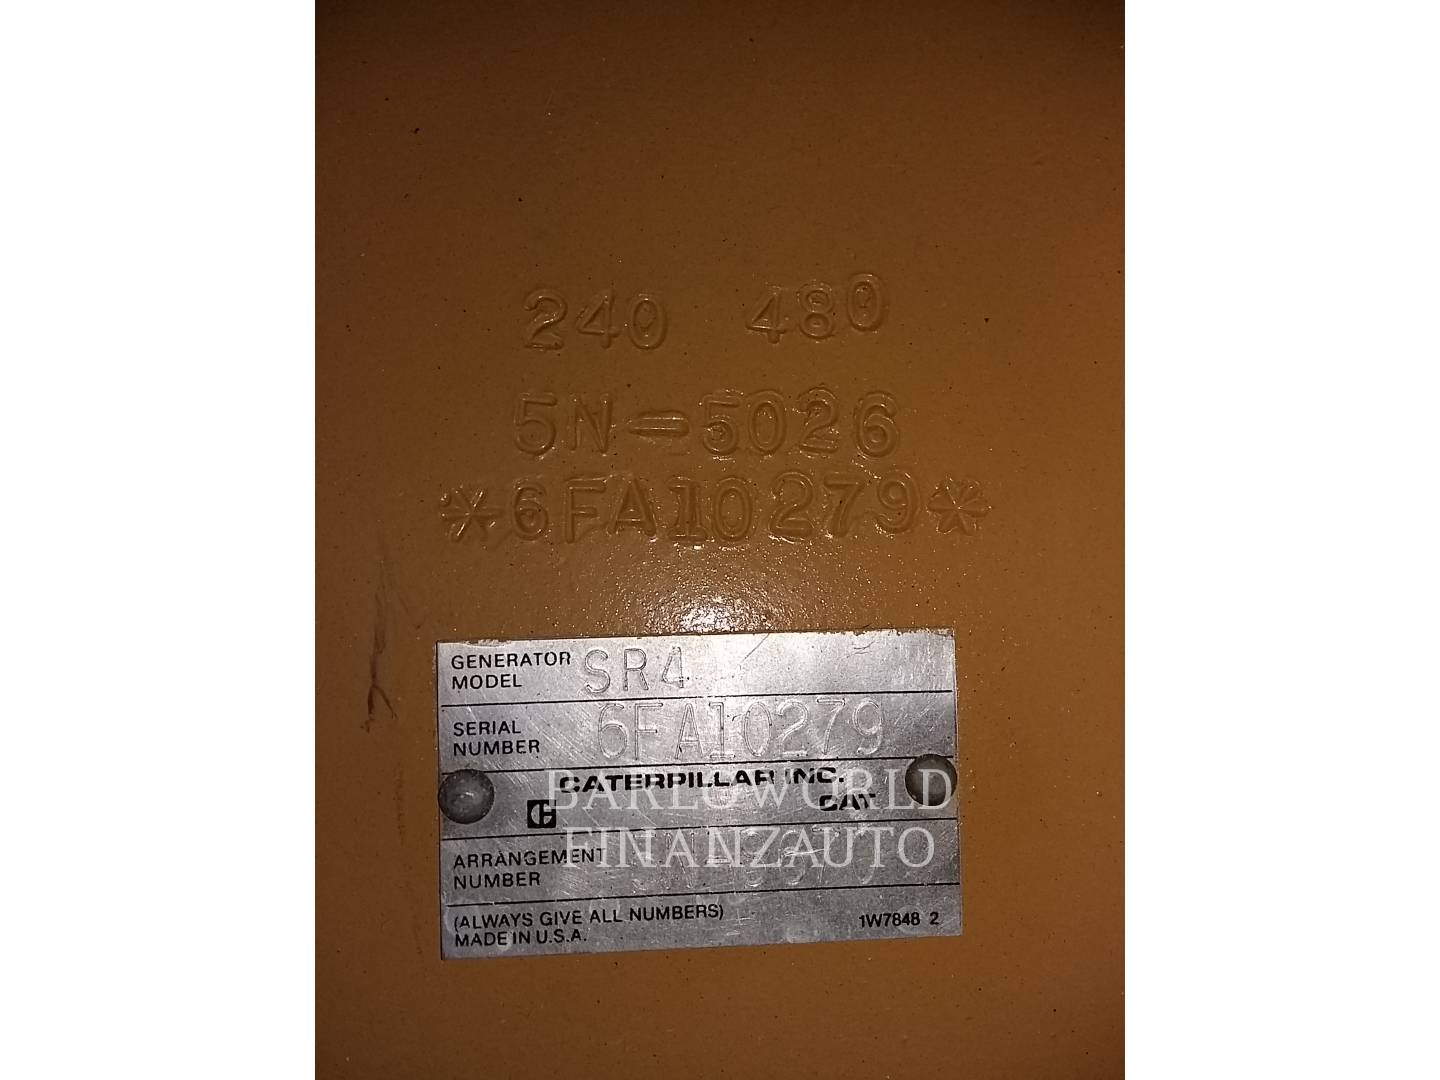 240 480
5N-5026
*6FA10279*
GENERATOR MODEL SR4
SERIAL NUMBER 6FA10279
CATERPILLAR INC.
CAT
BARLOWORLD
FINANZAUTO
ARRANGEMENT NUMBER
(ALWAYS GIVE ALL NUMBERS)
MADE IN U.S.A.
1W7848 2